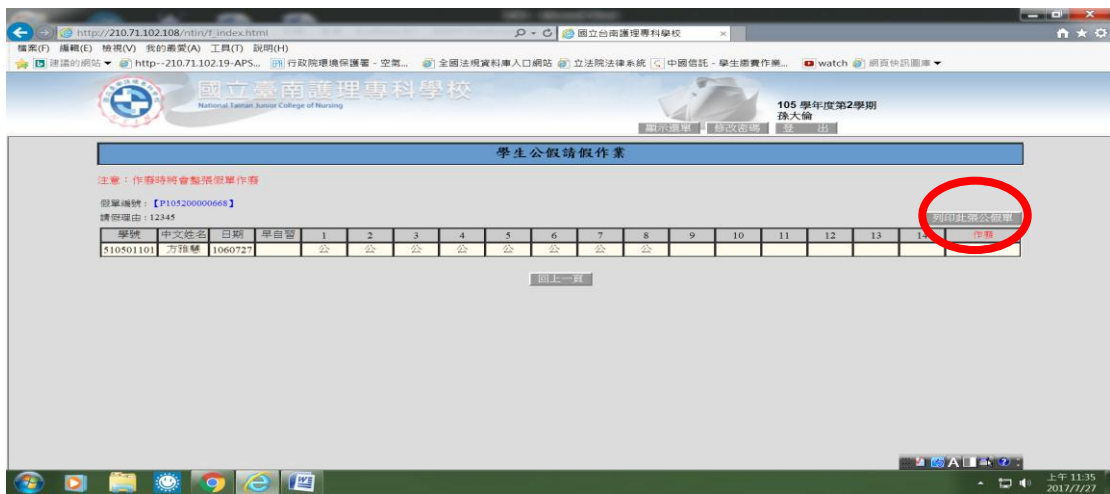 http://210.71.102.108/ntin/f_index.html
國立台南護理專科學校
檔案(F) 編輯(E) 檢視(V) 我的最愛(A) 工具(T) 說明(H)
建議的網站 http--210.71.102.19-APS... 行政院環境保護署 - 空氣... 全國法規資料庫入口網站 立法院法律系統 中國信託 - 學生繳費作業... watch 網頁快訊圖庫
國立臺南護理專科學校
National Tainan Junior College of Nursing
105 學年度第2學期
孫大倫
顯示選單 修改密碼 登 出
學生公假請假作業
注意：作廢時將會整張假單作廢
假單編號：【P105200000668】
請假理由：12345
列印此張公假單
學號 中文姓名 日期 早自習 1 2 3 4 5 6 7 8 9 10 11 12 13 14 作廢
510501101 方雅慧 1060727 公 公 公 公 公 公 公 公
回上一頁
上午 11:35
2017/7/27